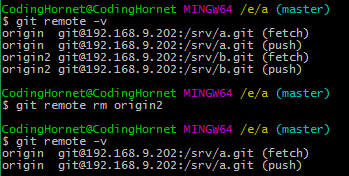 CodingHornet@CodingHornet MINGW64 /e/a (master)
$ git remote -v
origin  git@192.168.9.202:/srv/a.git (fetch)
origin  git@192.168.9.202:/srv/a.git (push)
origin2 git@192.168.9.202:/srv/b.git (fetch)
origin2 git@192.168.9.202:/srv/b.git (push)
CodingHornet@CodingHornet MINGW64 /e/a (master)
$ git remote rm origin2
CodingHornet@CodingHornet MINGW64 /e/a (master)
$ git remote -v
origin  git@192.168.9.202:/srv/a.git (fetch)
origin  git@192.168.9.202:/srv/a.git (push)